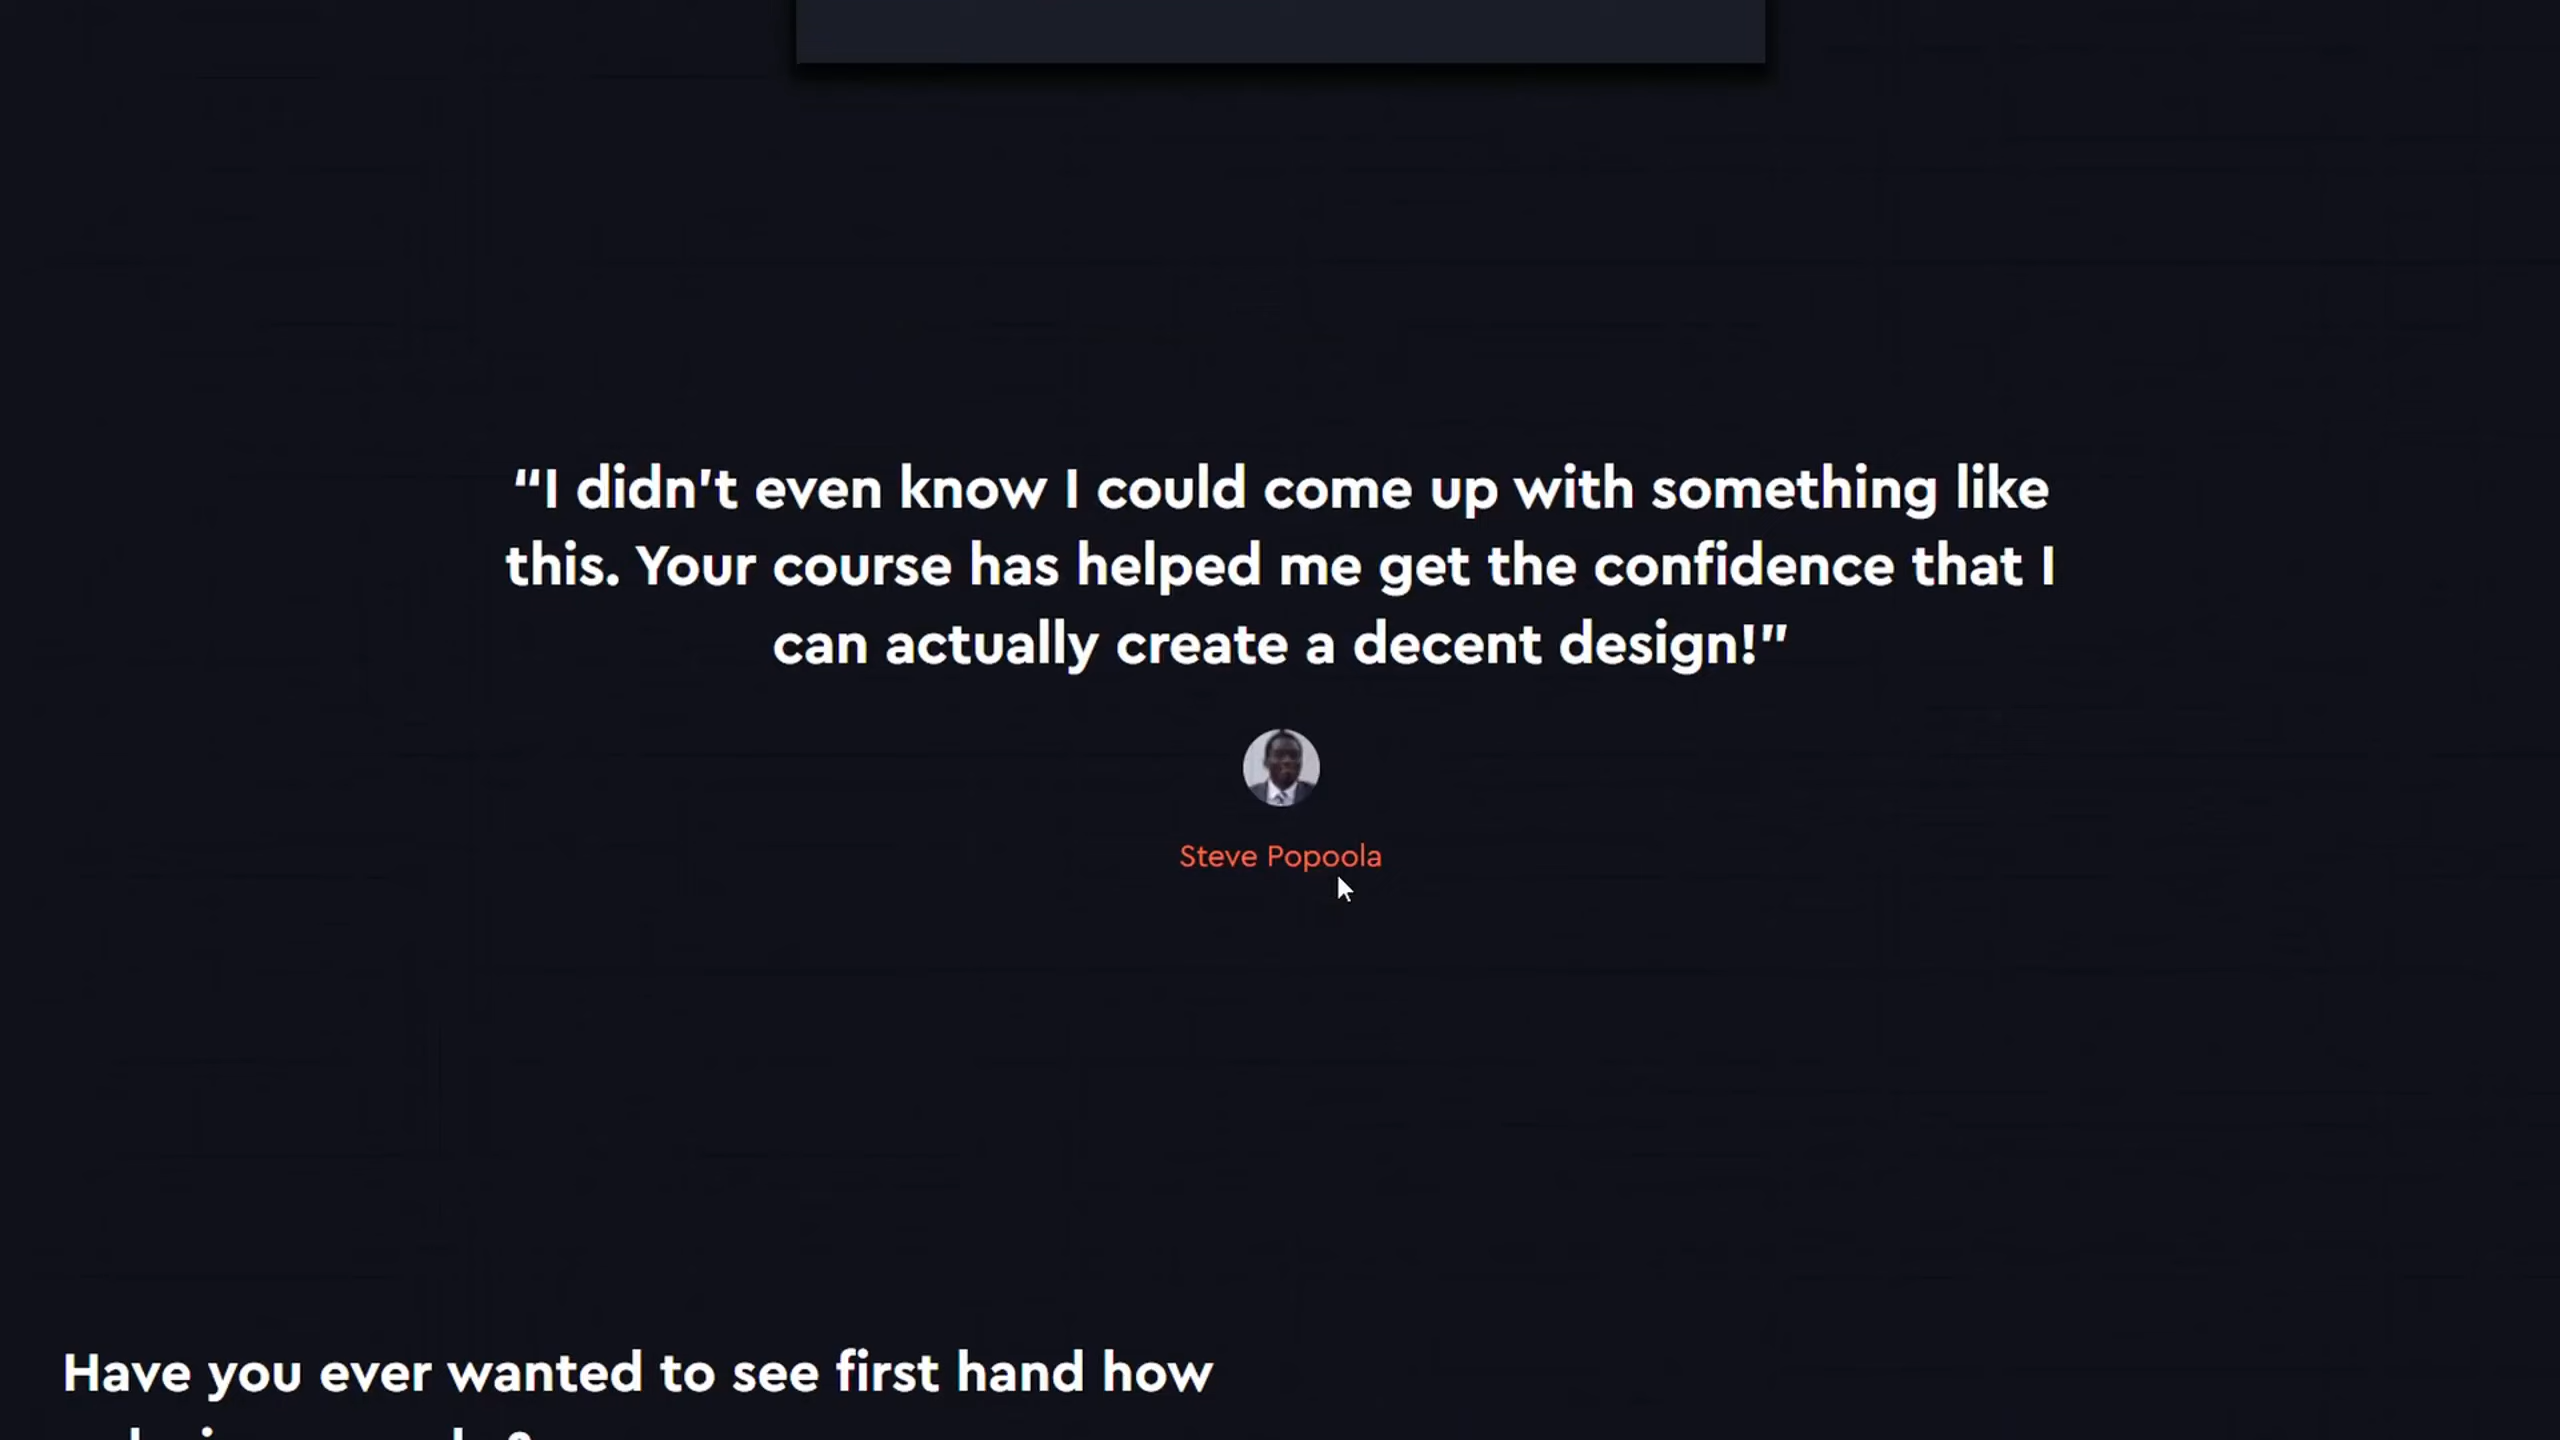 “I didn't even know I could come up with something like
this. Your course has helped me get the confidence that I
can actually create a decent design!”
Steve Popoola
Have you ever wanted to see first hand how